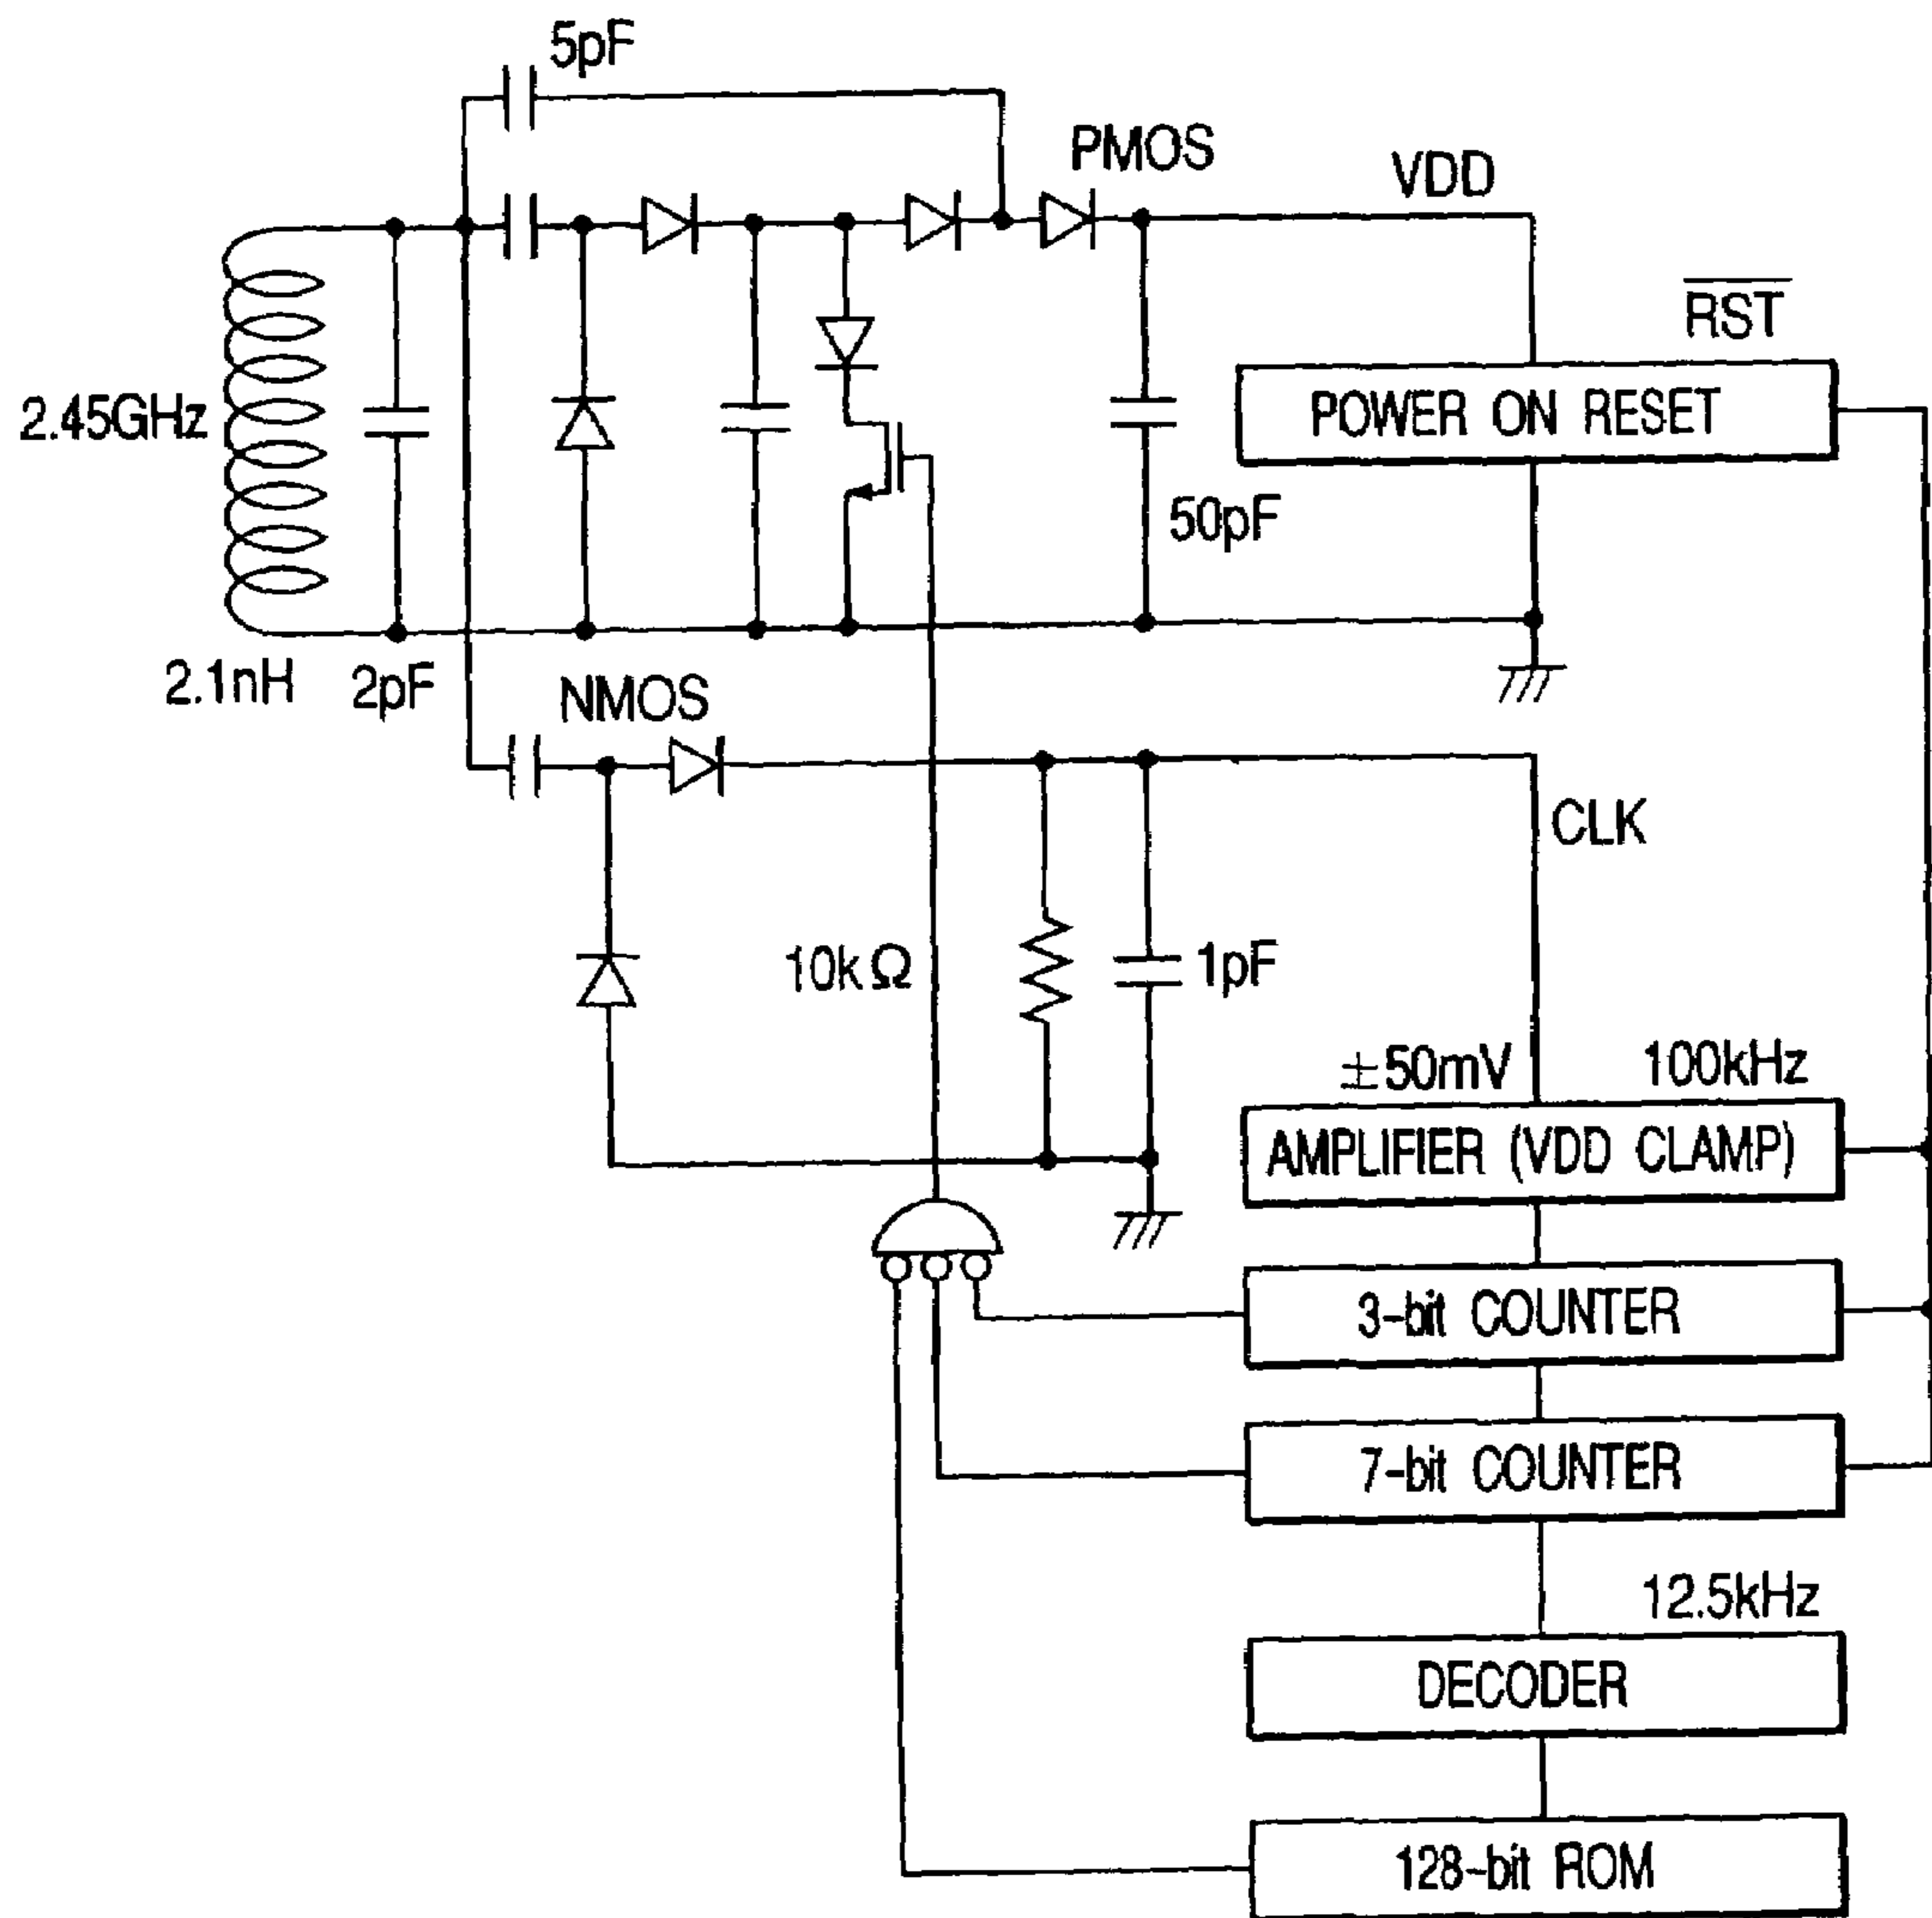 5pF
PMOS
VDD
RST
2.45GHz
POWER ON RESET
50pF
2.1nH
2pF
NMOS
CLK
10kΩ
1pF
±50mV
100kHz
AMPLIFIER (VDD CLAMP)
3-bit COUNTER
7-bit COUNTER
12.5kHz
DECODER
128-bit ROM